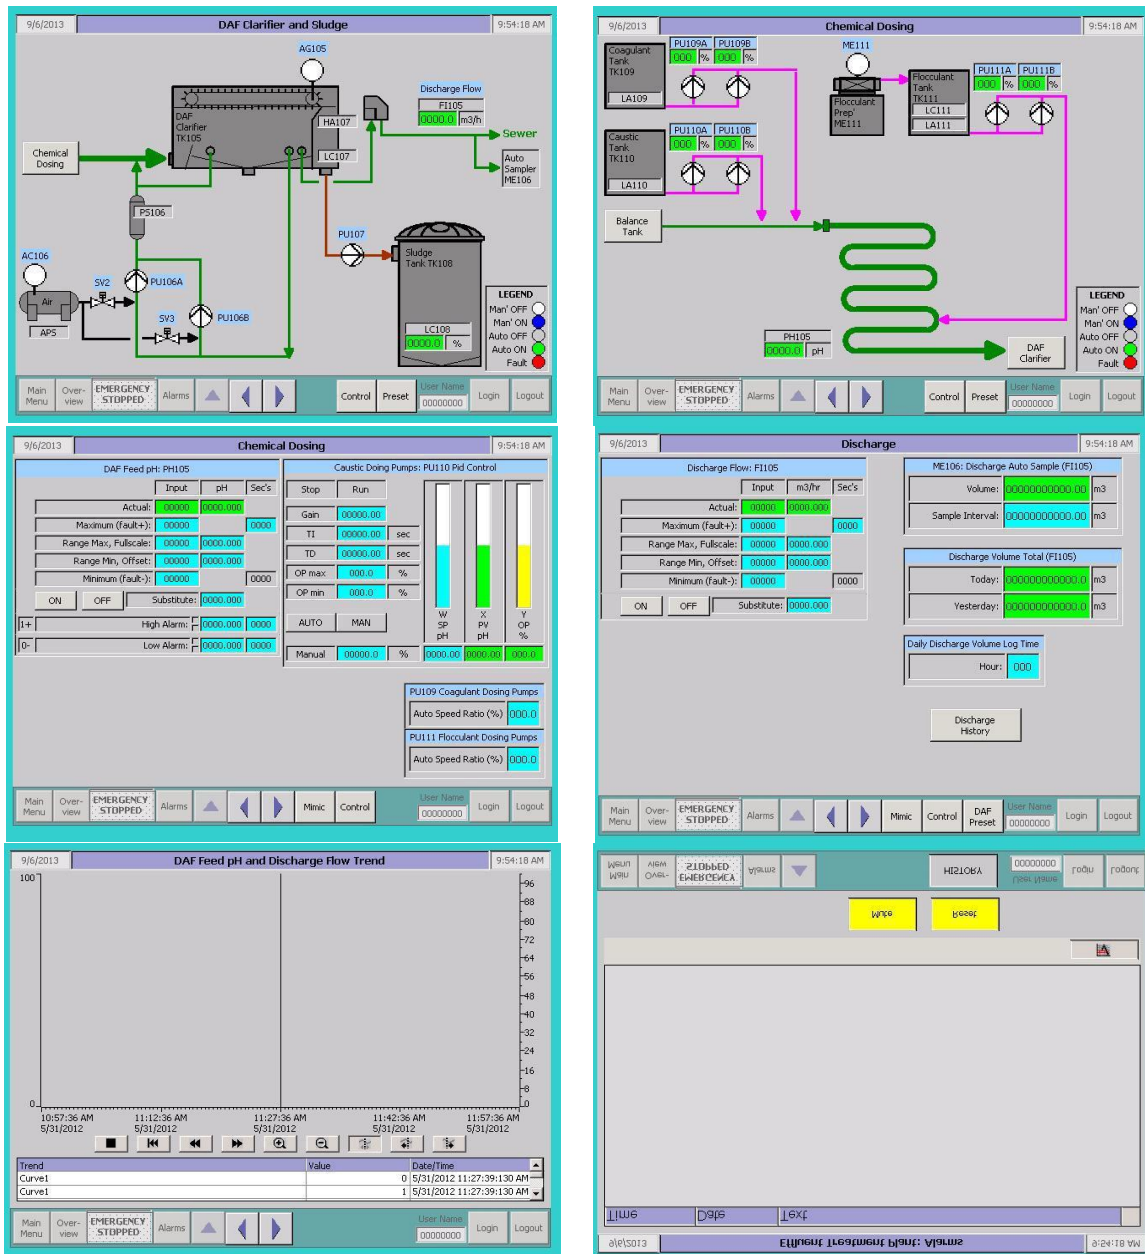 9/6/2013 DAF Clarifier and Sludge 9:54:18 AM
AG105
Discharge Flow
FI105
0000.0 m3/h
DAF
Clarifier
TK105
HA107
LC107
Sewer
Auto
Sampler
ME106
Chemical
Dosing
PS106
PU107
AC106
SV2
PU106A
Sludge
Tank TK108
Air
AP5
SV3
PU106B
LC108
0000.0 %
LEGEND
Man' OFF
Man' ON
Auto OFF
Auto ON
Fault
Main
Menu
Over-
view
EMERGENCY
STOPPED
Alarms
Control
Preset
User Name
00000000
Login
Logout
9/6/2013 Chemical Dosing 9:54:18 AM
Coagulant
Tank
TK109
LA109
PU109A PU109B
000 % 000 %
ME111
Flocculant
Prep'
ME111
Flocculant
Tank
TK111
LC111
LA111
PU111A PU111B
000 % 000 %
Caustic
Tank
TK110
LA110
PU110A PU110B
000 % 000 %
Balance
Tank
PH105
0000.0 pH
DAF
Clarifier
LEGEND
Man' OFF
Man' ON
Auto OFF
Auto ON
Fault
Main
Menu
Over-
view
EMERGENCY
STOPPED
Alarms
Control
Preset
User Name
00000000
Login
Logout
9/6/2013 Chemical Dosing 9:54:18 AM
DAF Feed pH: PH105
Input pH Sec's
Actual: 00000 0000.000
Maximum (fault+): 00000 0000
Range Max, Fullscale: 00000 0000.000
Range Min, Offset: 00000 0000.000
Minimum (fault-): 00000 0000
ON OFF Substitute: 0000.000
1+ High Alarm: 0000.000 0000
0- Low Alarm: 0000.000 0000
Caustic Doing Pumps: PU110 Pid Control
Stop Run
Gain 00000.00
TI 00000.00 sec
TD 00000.00 sec
OP max 000.0 %
OP min 000.0 %
AUTO MAN
Manual 00000.0 %
W
SP
pH
X
PV
pH
Y
OP
%
0000.00 0000.00 000.0
PU109 Coagulant Dosing Pumps
Auto Speed Ratio (%) 000.0
PU111 Flocculant Dosing Pumps
Auto Speed Ratio (%) 000.0
Main
Menu
Over-
view
EMERGENCY
STOPPED
Alarms
Mimic
Control
User Name
00000000
Login
Logout
9/6/2013 Discharge 9:54:18 AM
Discharge Flow: FI105
Input m3/hr Sec's
Actual: 00000 0000.000
Maximum (fault+): 00000 0000
Range Max, Fullscale: 00000 0000.000
Range Min, Offset: 00000 0000.000
Minimum (fault-): 00000 0000
ON OFF Substitute: 0000.000
ME106: Discharge Auto Sample (FI105)
Volume: 00000000000.00 m3
Sample Interval: 00000000000.00 m3
Discharge Volume Total (FI105)
Today: 000000000000.0 m3
Yesterday: 000000000000.0 m3
Daily Discharge Volume Log Time
Hour: 000
Discharge
History
Main
Menu
Over-
view
EMERGENCY
STOPPED
Alarms
Mimic
Control
DAF
Preset
User Name
00000000
Login
Logout
9/6/2013 DAF Feed pH and Discharge Flow Trend 9:54:18 AM
100
0
96
88
80
72
64
56
48
40
32
24
16
8
0
10:57:36 AM 11:12:36 AM 11:27:36 AM 11:42:36 AM 11:57:36 AM
5/31/2012 5/31/2012 5/31/2012 5/31/2012 5/31/2012
Trend Value Date/Time
Curve1 0 5/31/2012 11:27:39:130 AM
Curve1 1 5/31/2012 11:27:39:130 AM
Main
Menu
Over-
view
EMERGENCY
STOPPED
Alarms
User Name
00000000
Login
Logout
Main
Menu
Over-
view
EMERGENCY
STOPPED
Alarms
HISTORY
User Name
00000000
Login
Logout
Mute
Reset
Time Date Text
9/6/2013 Effluent Treatment Plant: Alarms 9:54:18 AM